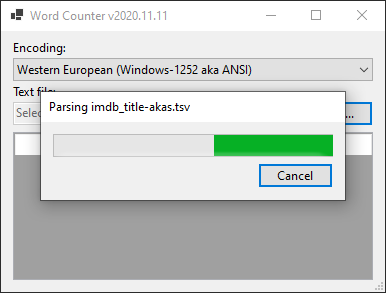 Word Counter v2020.11.11
Encoding:
Western European (Windows-1252 aka ANSI)
Text file:
Selec
...
Parsing imdb_title-akas.tsv
Cancel